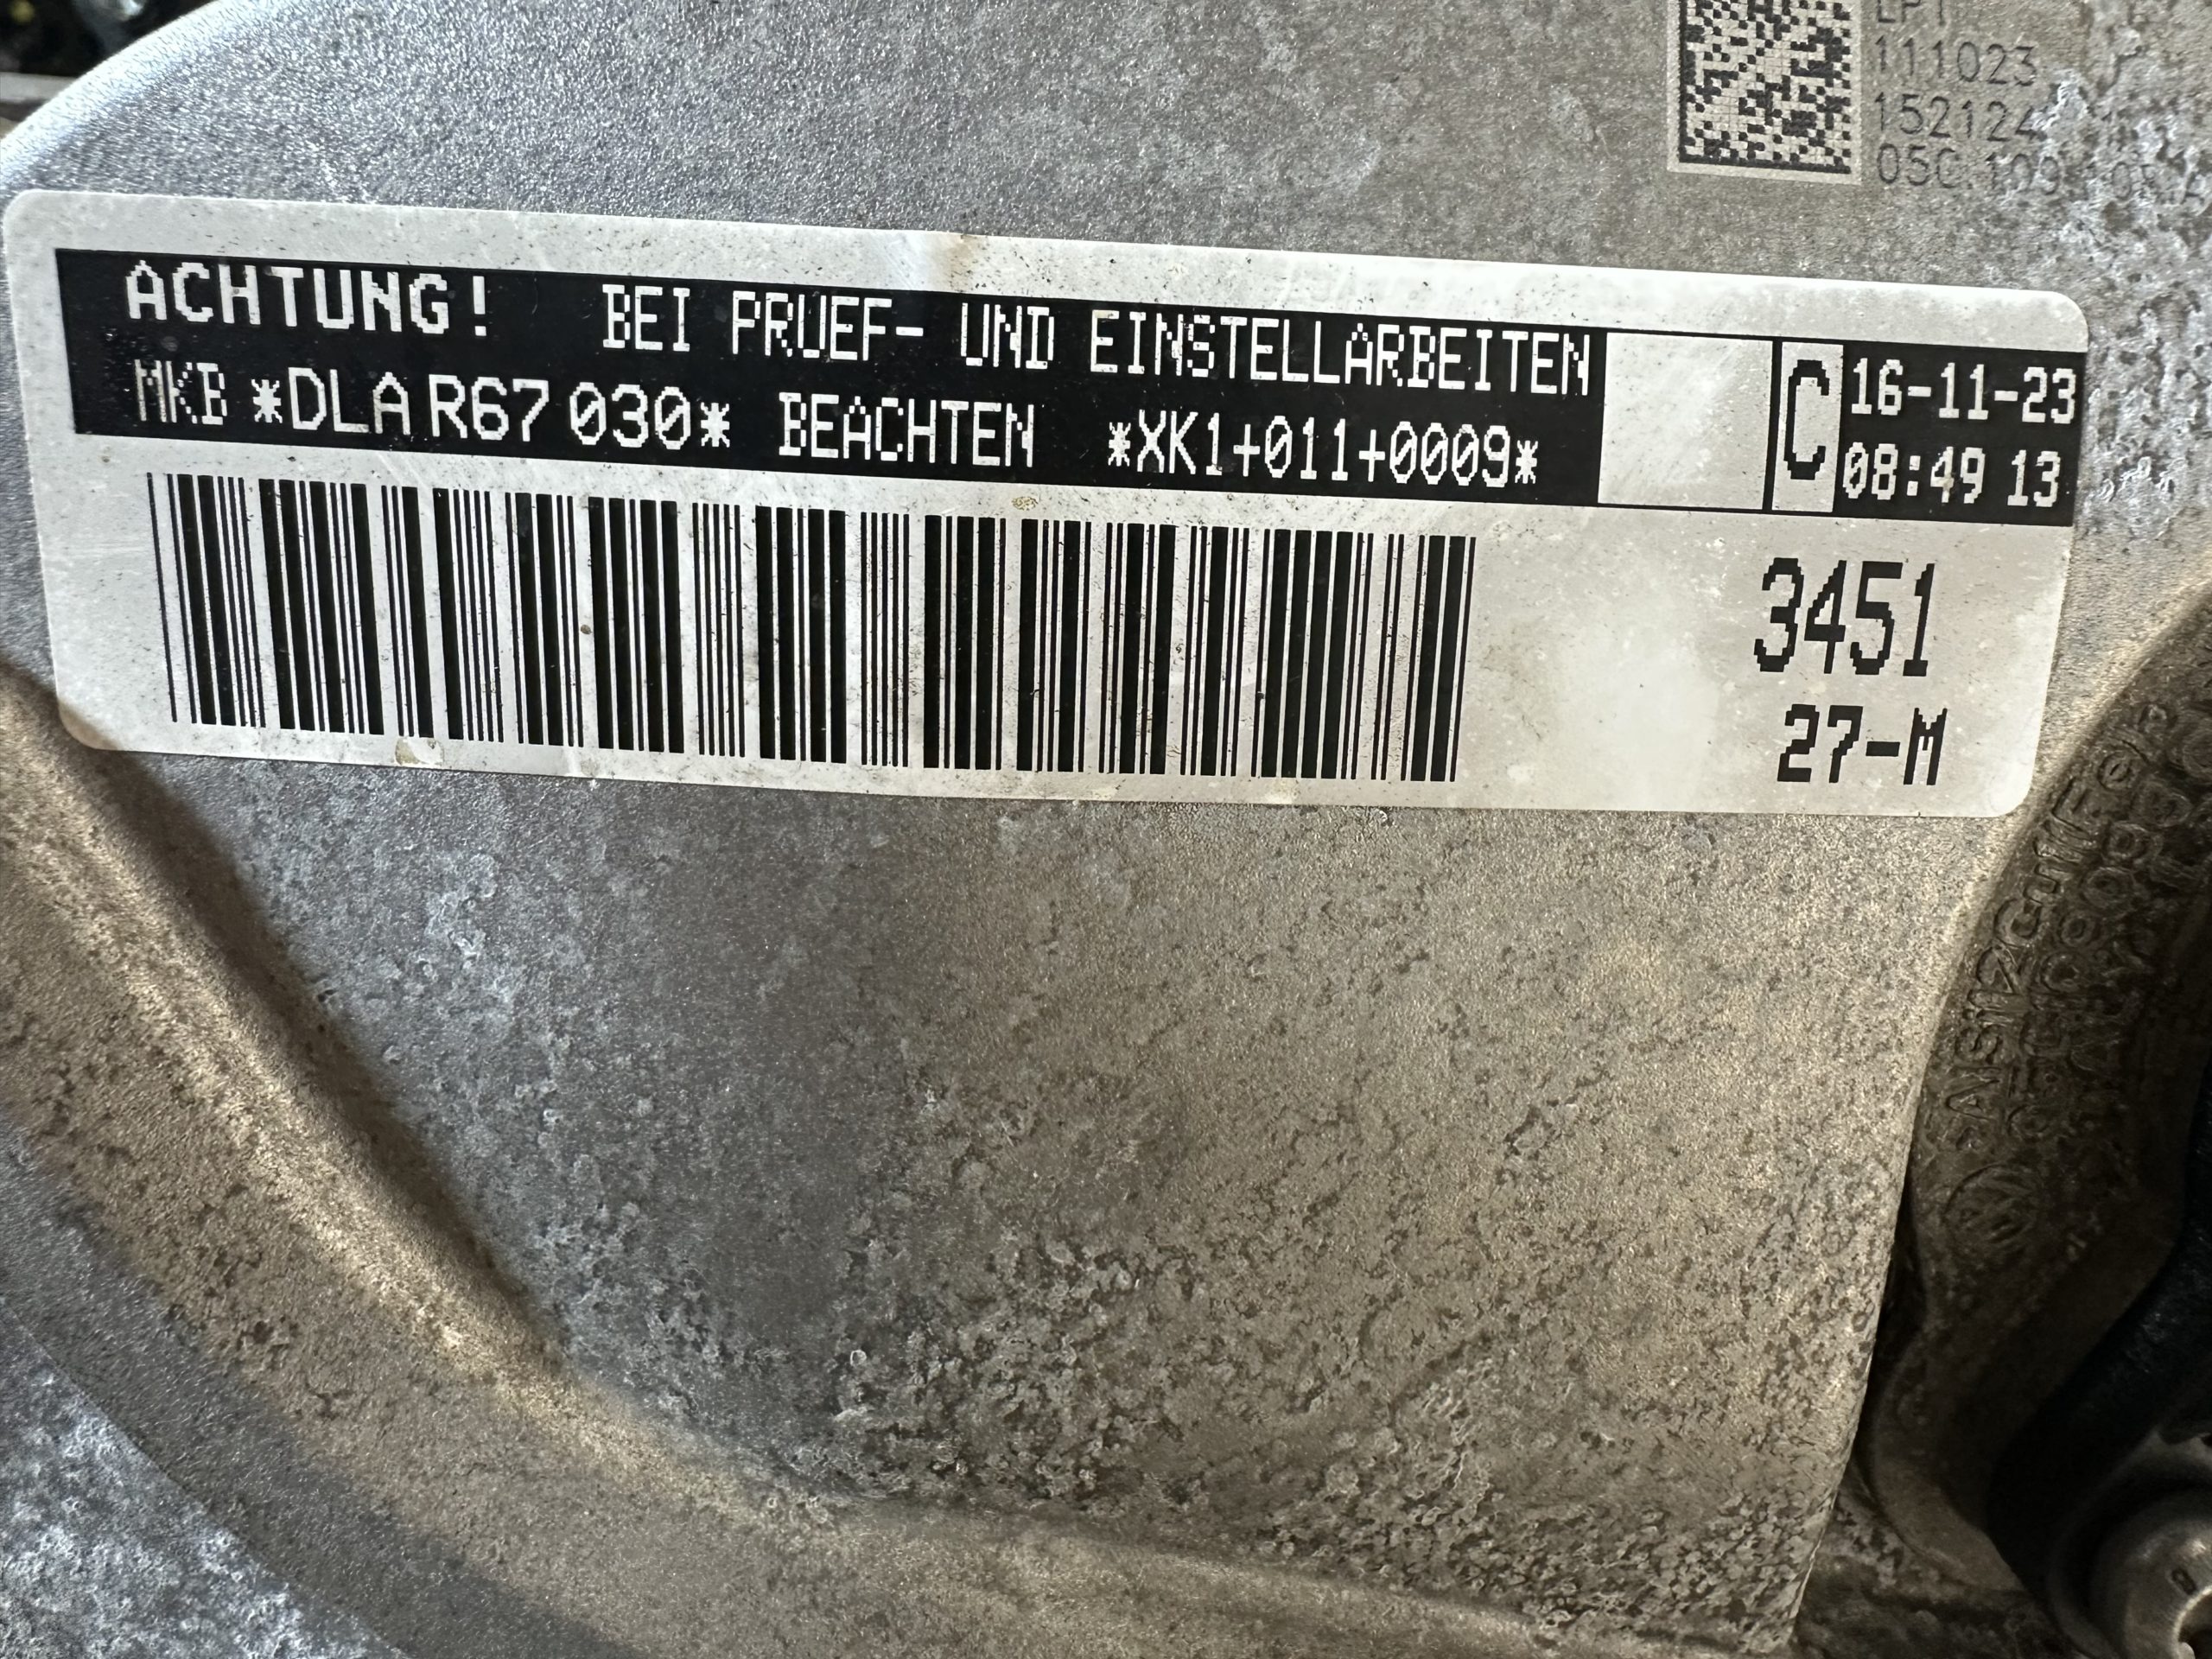 111023
152124
ACHTUNG! BEI PRUEF- UND EINSTELLARBEITEN
MKB *DLA R67 030* BEACHTEN *XK1+011+0009*
C
16-11-23
08:49 13
3451
27-M